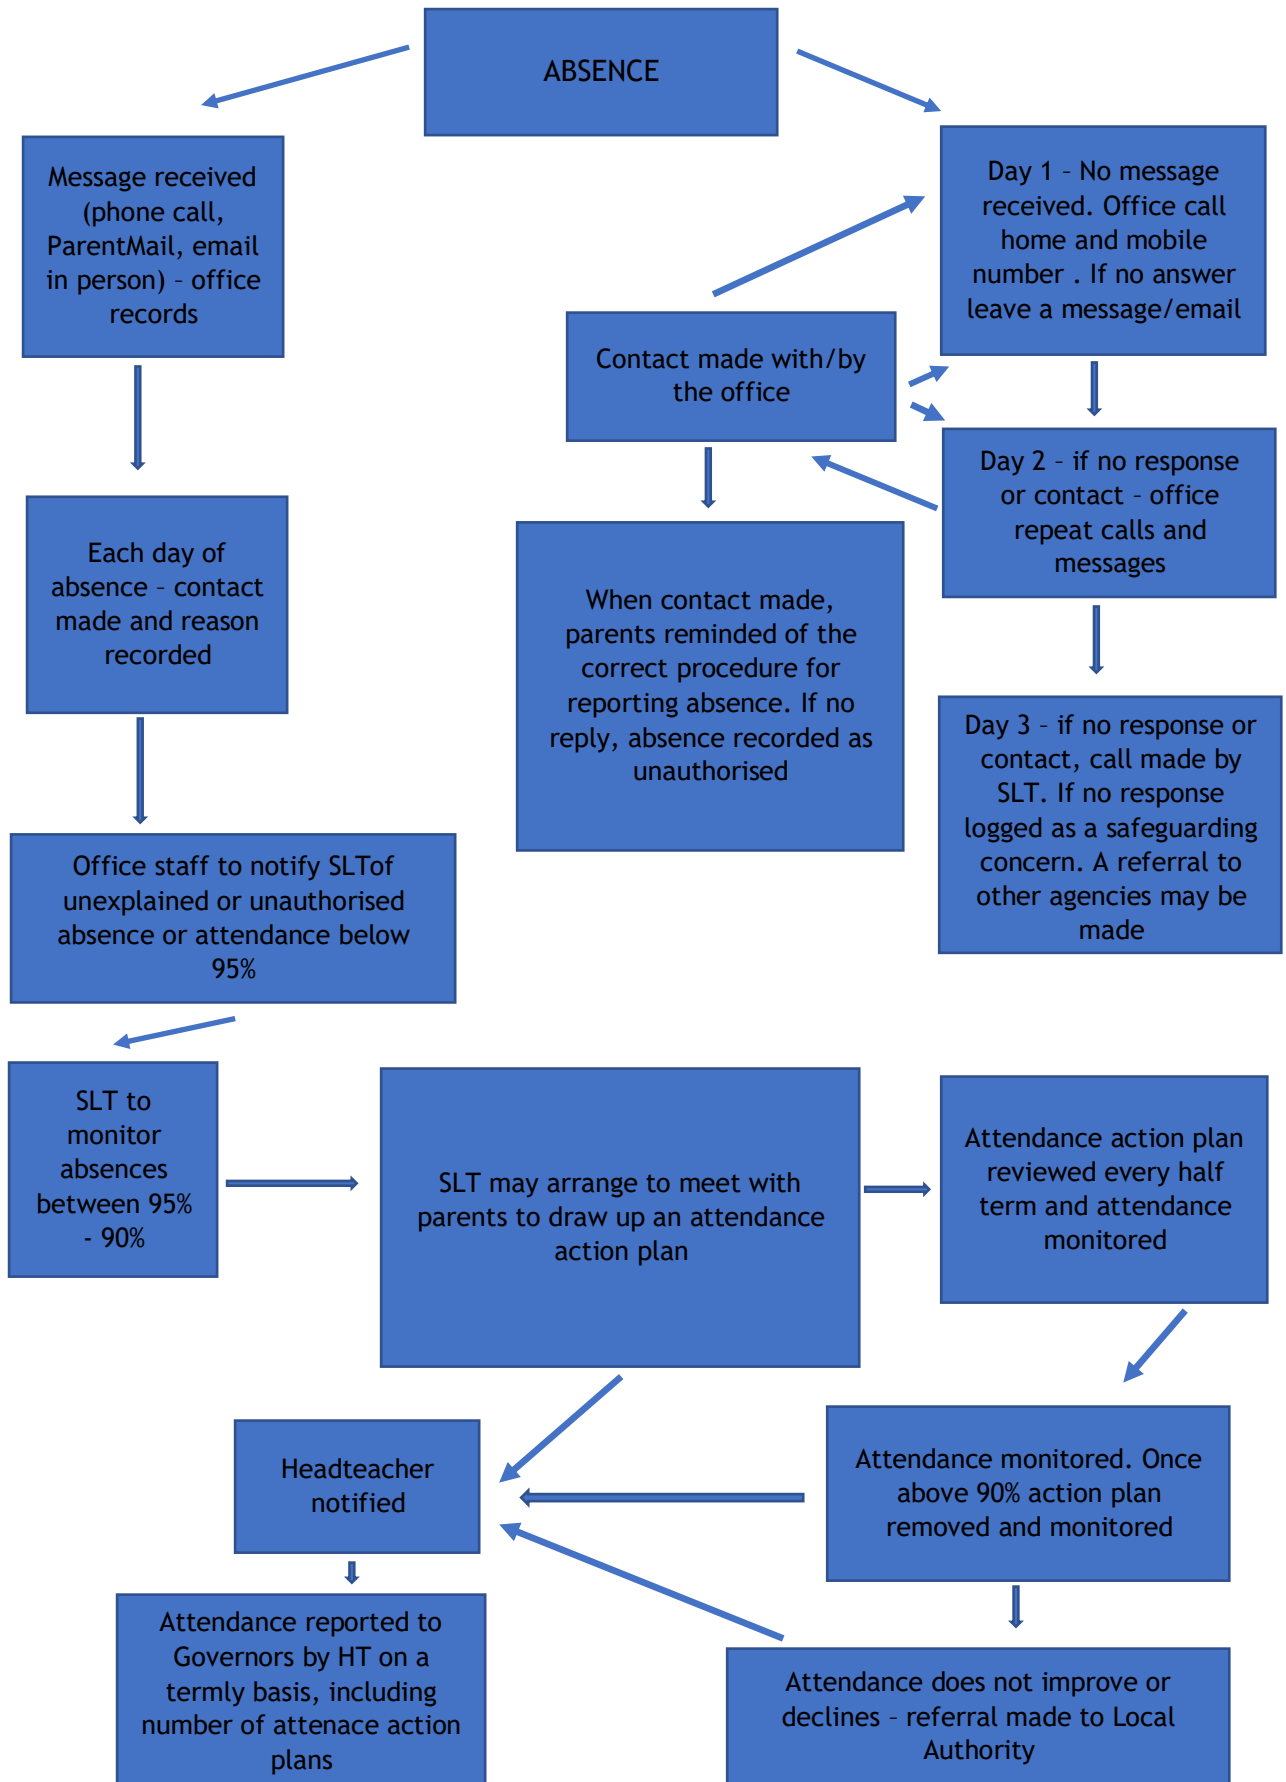 ABSENCE
Message received
(phone call,
ParentMail, email
in person) – office
records
Day 1 – No message
received. Office call
home and mobile
number . If no answer
leave a message/email
Contact made with/by
the office
Day 2 – if no response
or contact – office
repeat calls and
messages
Each day of
absence – contact
made and reason
recorded
When contact made,
parents reminded of the
correct procedure for
reporting absence. If no
reply, absence recorded as
unauthorised
Day 3 – if no response or
contact, call made by
SLT. If no response
logged as a safeguarding
concern. A referral to
other agencies may be
made
Office staff to notify SLTof
unexplained or unauthorised
absence or attendance below
95%
SLT to
monitor
absences
between 95%
- 90%
SLT may arrange to meet with
parents to draw up an attendance
action plan
Attendance action plan
reviewed every half
term and attendance
monitored
Headteacher
notified
Attendance monitored. Once
above 90% action plan
removed and monitored
Attendance reported to
Governors by HT on a
termly basis, including
number of attenace action
plans
Attendance does not improve or
declines – referral made to Local
Authority